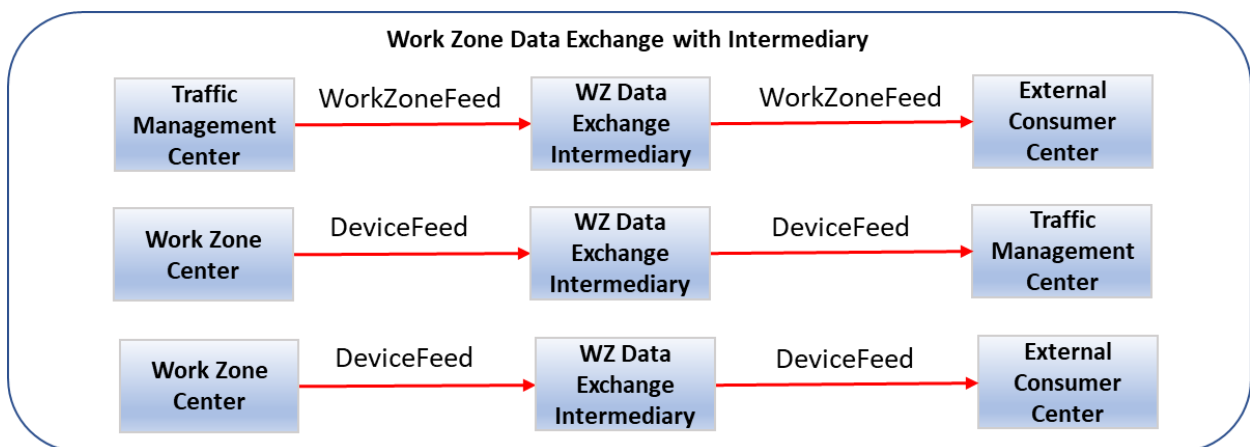 Work Zone Data Exchange with Intermediary
Traffic
Management
Center
WorkZoneFeed
WZ Data
Exchange
Intermediary
WorkZoneFeed
External
Consumer
Center
Work Zone
Center
DeviceFeed
WZ Data
Exchange
Intermediary
DeviceFeed
Traffic
Management
Center
Work Zone
Center
DeviceFeed
WZ Data
Exchange
Intermediary
DeviceFeed
External
Consumer
Center